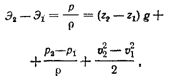 Э₂ – Э₁ = p/ρ = (z₂ – z₁) g +
+ (p₂–p₁)/ρ + (v₂² – v₁²)/2 ,